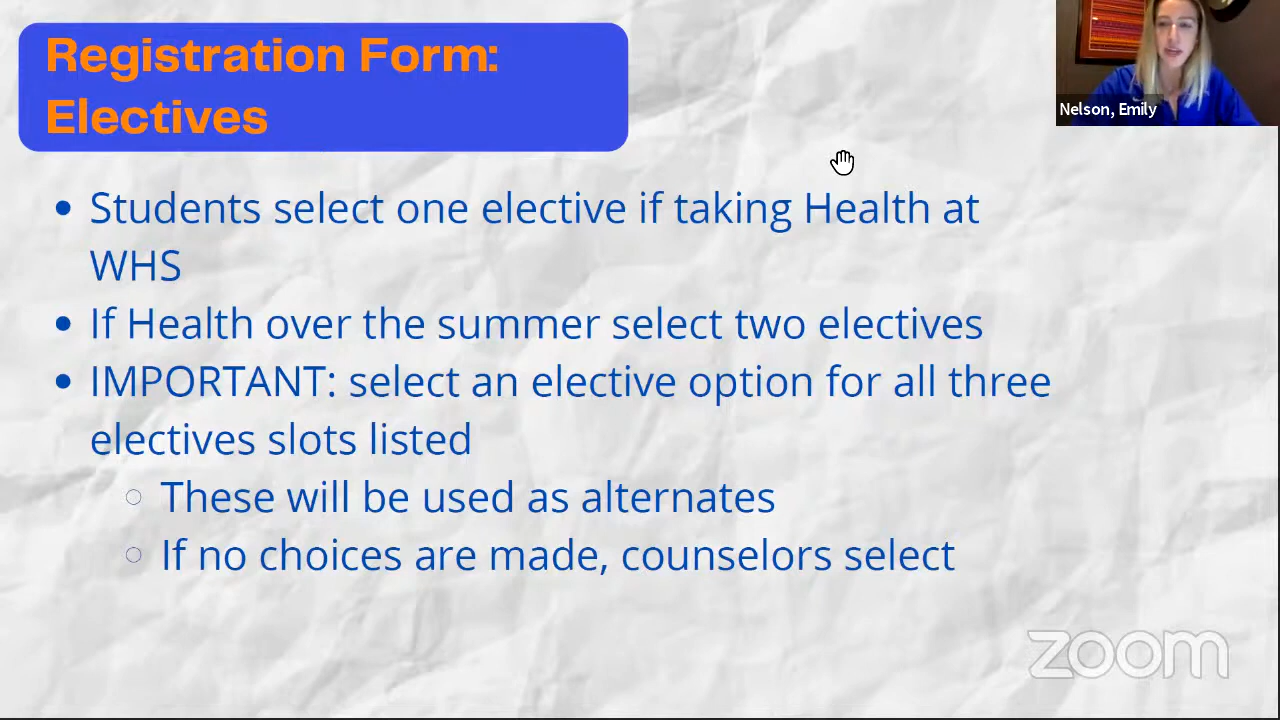 Registration Form:
Electives
Nelson, Emily
Students select one elective if taking Health at
WHS
If Health over the summer select two electives
IMPORTANT: select an elective option for all three
electives slots listed
These will be used as alternates
If no choices are made, counselors select
zoom